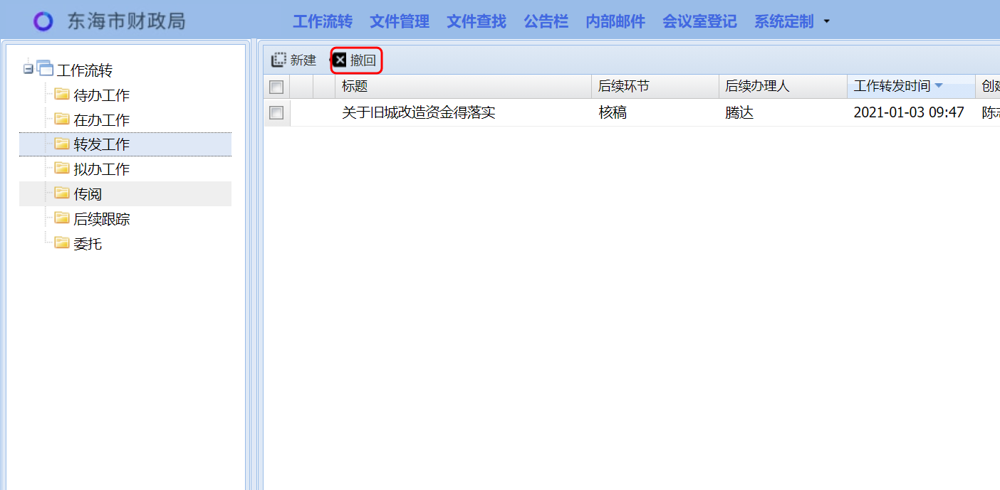 东海市财政局 工作流转 文件管理 文件查找 公告栏 内部邮件 会议室登记 系统定制
工作流转
待办工作
在办工作
转发工作
拟办工作
传阅
后续跟踪
委托
新建 撤回
标题 后续环节 后续办理人 工作转发时间 创建
关于旧城改造资金得落实 核稿 腾达 2021-01-03 09:47 陈志